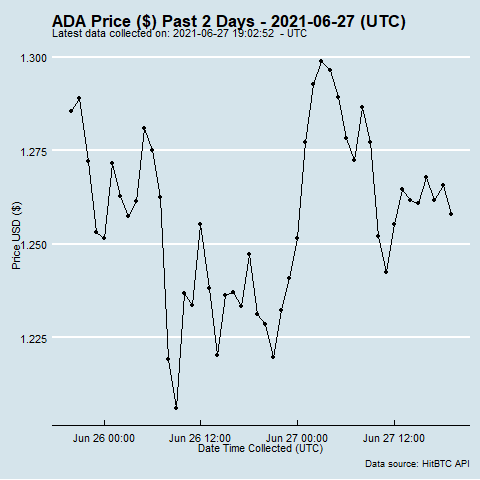 ADA Price ($) Past 2 Days - 2021-06-27 (UTC)
Latest data collected on: 2021-06-27 19:02:52 - UTC
1.300
1.275
1.250
1.225
Price USD ($)
Jun 26 00:00
Jun 26 12:00
Jun 27 00:00
Jun 27 12:00
Date Time Collected (UTC)
Data source: HitBTC API